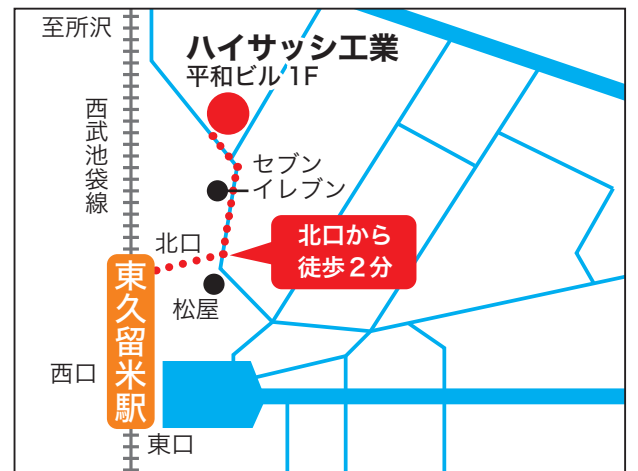 至所沢
ハイサッシ工業
平和ビル 1F
西武池袋線
セブン
イレブン
北口
北口から
徒歩２分
東久留米駅
松屋
西口
東口